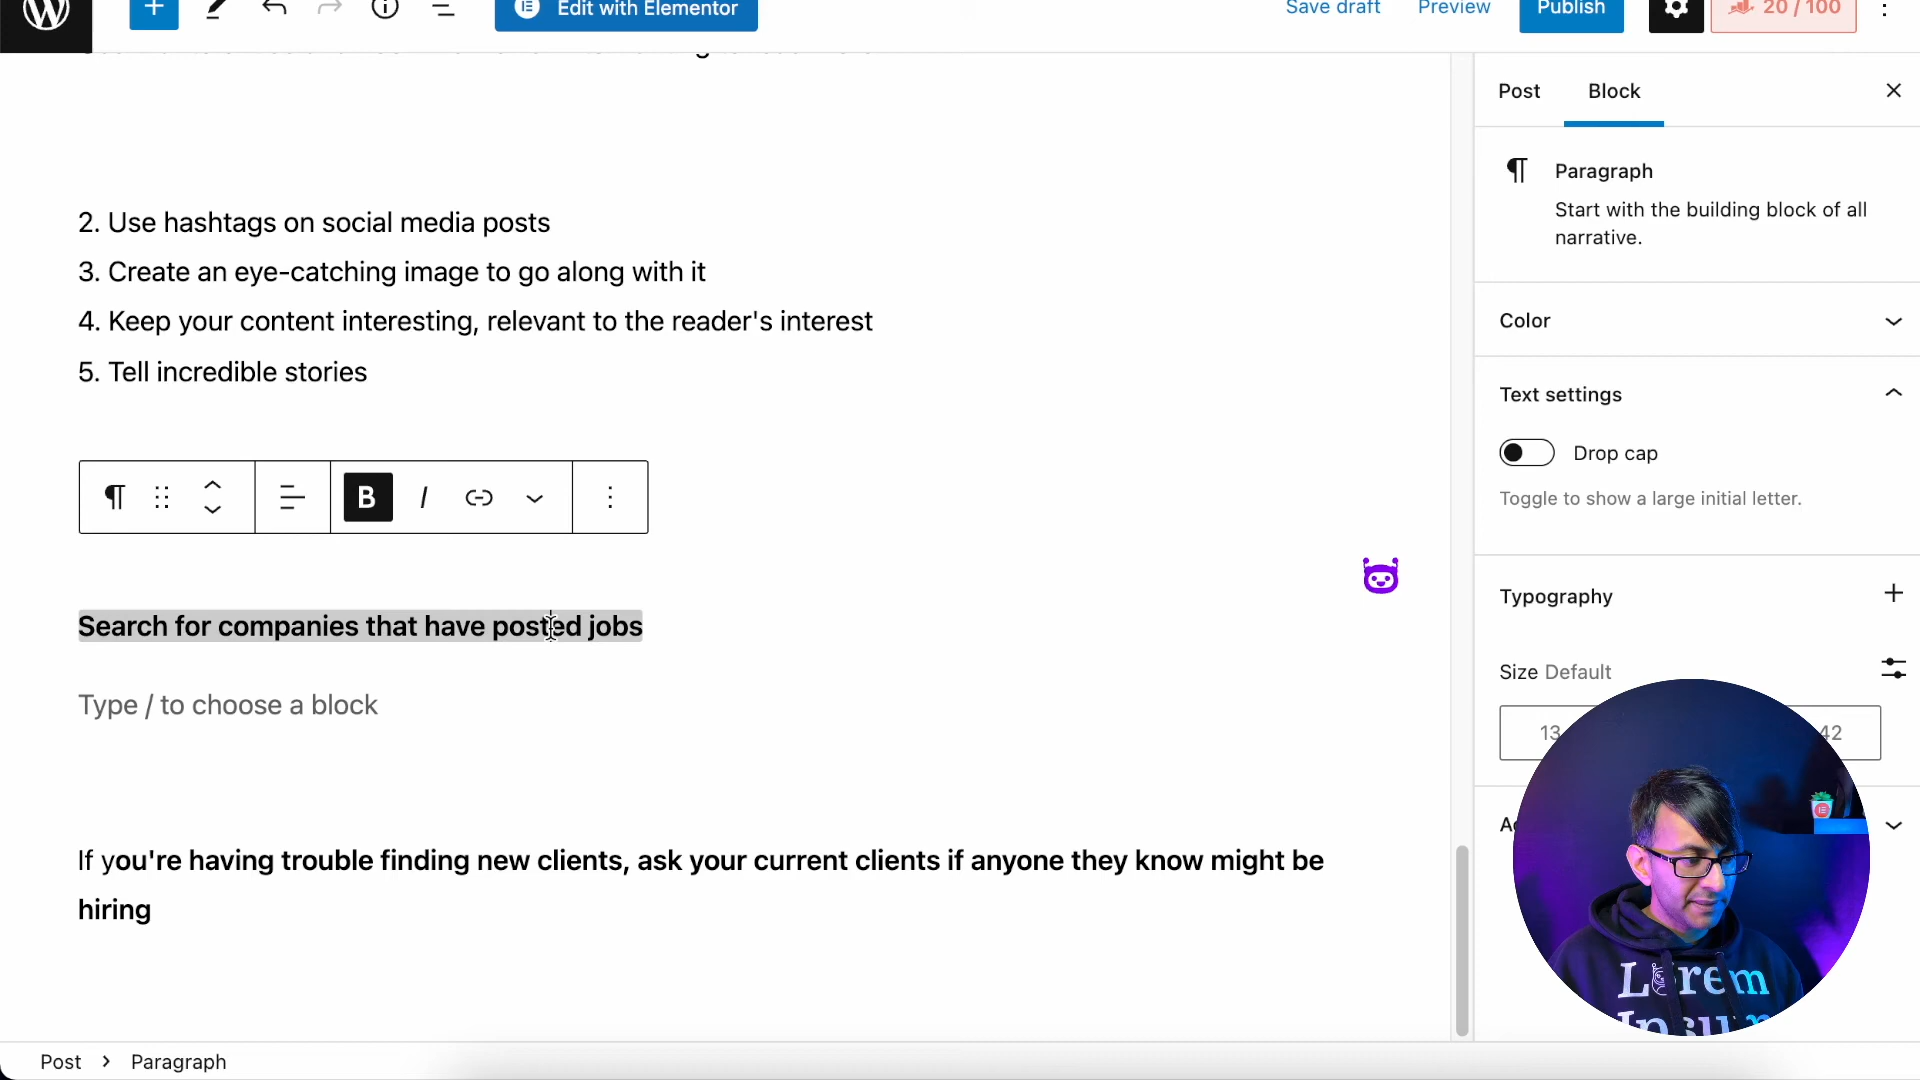 Edit with Elementor
Save draft
Preview
Publish
20 / 100
Post
Block
Paragraph
Start with the building block of all
narrative.
2. Use hashtags on social media posts
3. Create an eye-catching image to go along with it
4. Keep your content interesting, relevant to the reader's interest
5. Tell incredible stories
Color
Text settings
Drop cap
Toggle to show a large initial letter.
B
I
Search for companies that have posted jobs
Type / to choose a block
Typography
Size Default
13
42
If you're having trouble finding new clients, ask your current clients if anyone they know might be
hiring
Lorem
Ipsum
Post > Paragraph